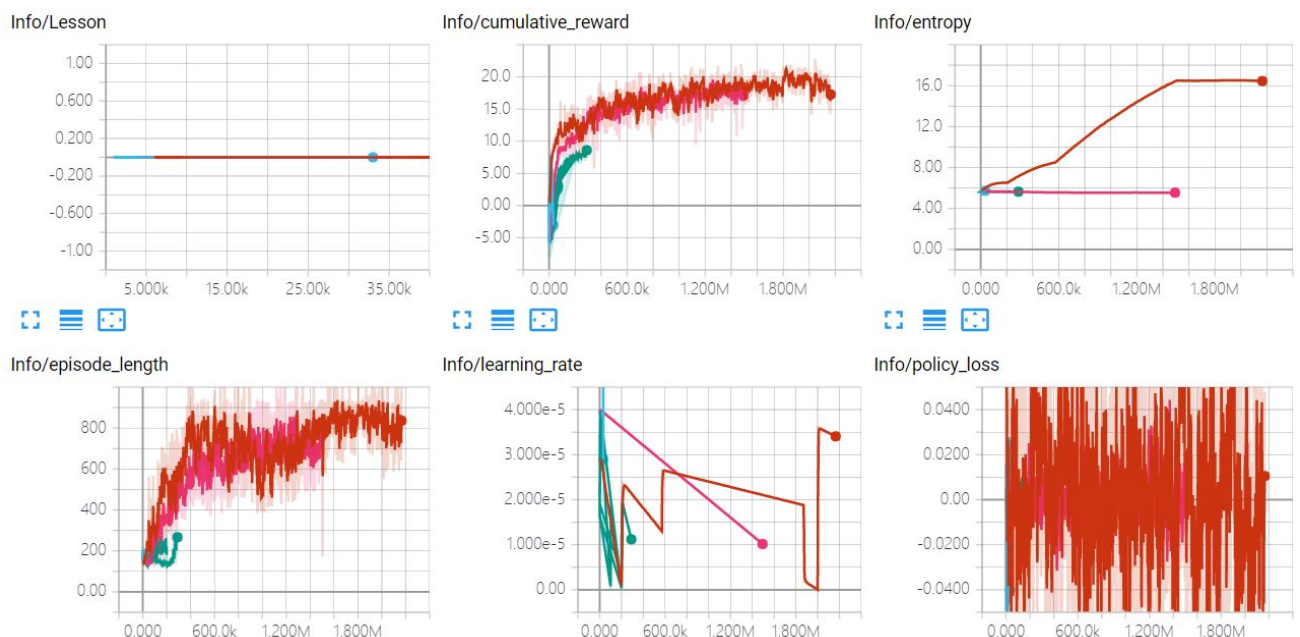 Info/Lesson
1.00
0.600
0.200
-0.200
-0.600
-1.00
5.000k 15.00k 25.00k 35.00k
Info/cumulative_reward
20.0
15.0
10.0
5.00
0.00
-5.00
0.000 600.0k 1.200M 1.800M
Info/entropy
16.0
12.0
8.00
4.00
0.00
0.000 600.0k 1.200M 1.800M
Info/episode_length
800
600
400
200
0.00
0.000 600.0k 1.200M 1.800M
Info/learning_rate
4.000e-5
3.000e-5
2.000e-5
1.000e-5
0.00
0.000 600.0k 1.200M 1.800M
Info/policy_loss
0.0400
0.0200
0.00
-0.0200
-0.0400
0.000 600.0k 1.200M 1.800M